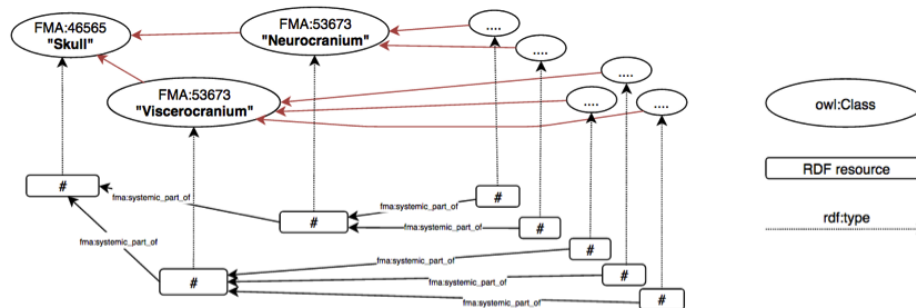 FMA:46565
"Skull"
FMA:53673
"Neurocranium"
....
....
....
FMA:53673
"Viscerocranium"
....
....
owl:Class
#
fma:systemic_part_of
fma:systemic_part_of
#
RDF resource
#
fma:systemic_part_of
#
rdf:type
fma:systemic_part_of
#
fma:systemic_part_of
#
fma:systemic_part_of
#
fma:systemic_part_of
#